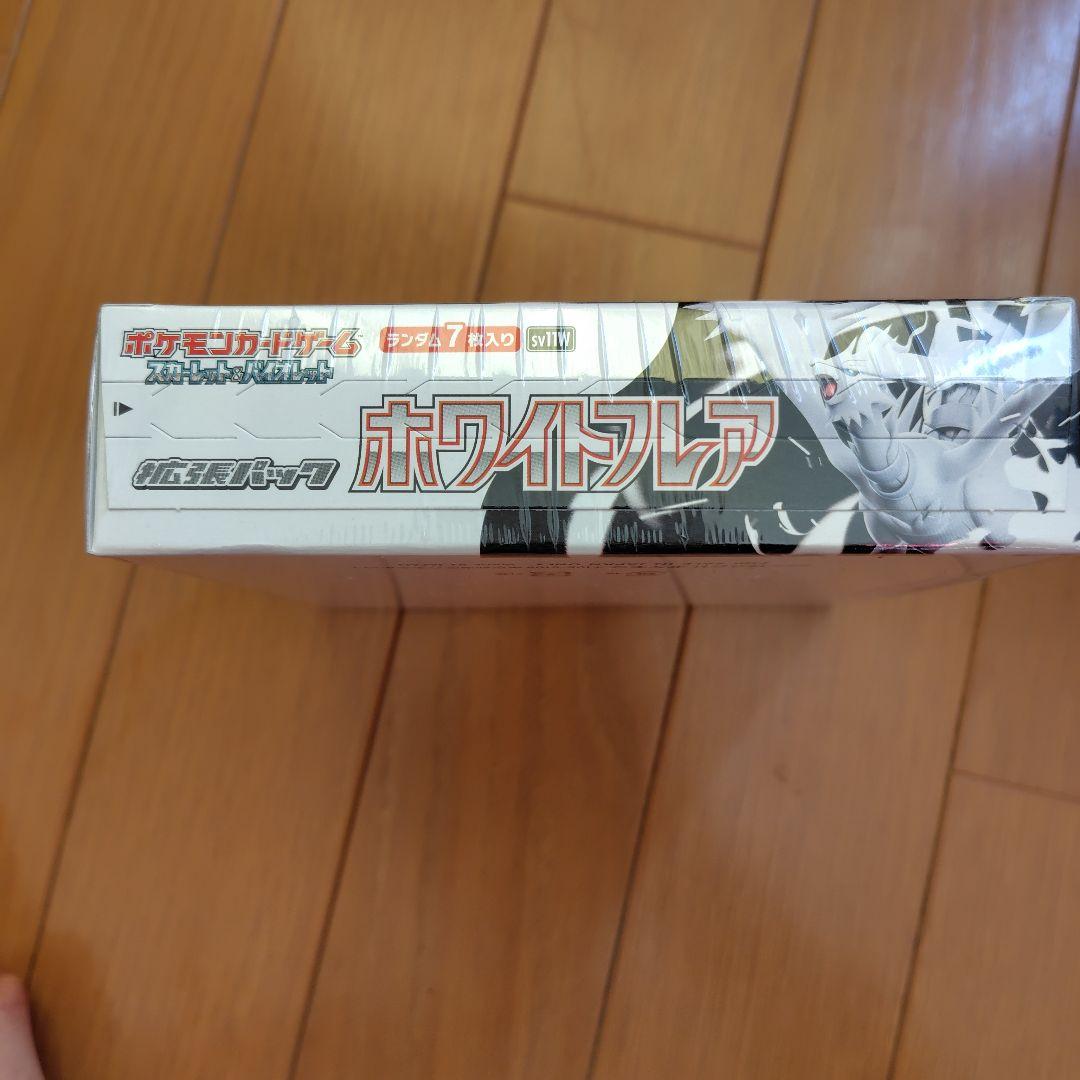 ポケモンカードゲーム ランダム7枚入り sv11W
スカーレット&バイオレット
拡張パック ホワイトフレア